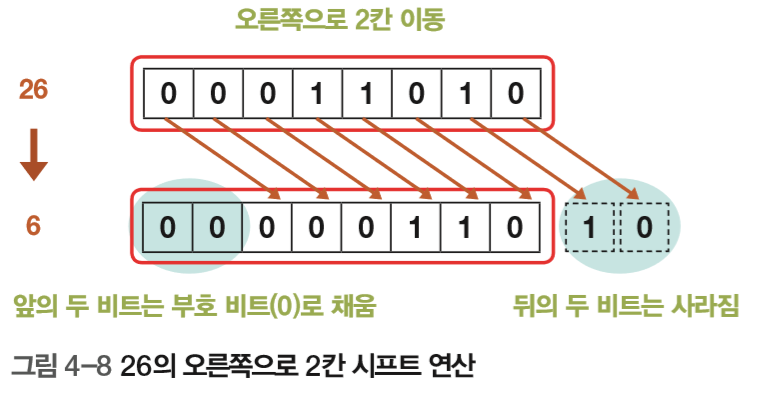 오른쪽으로 2칸 이동
26
0 0 0 1 1 0 1 0
6
0 0 0 0 0 1 1 0 1 0
앞의 두 비트는 부호 비트(0)로 채움
뒤의 두 비트는 사라짐
그림 4-8 26의 오른쪽으로 2칸 시프트 연산